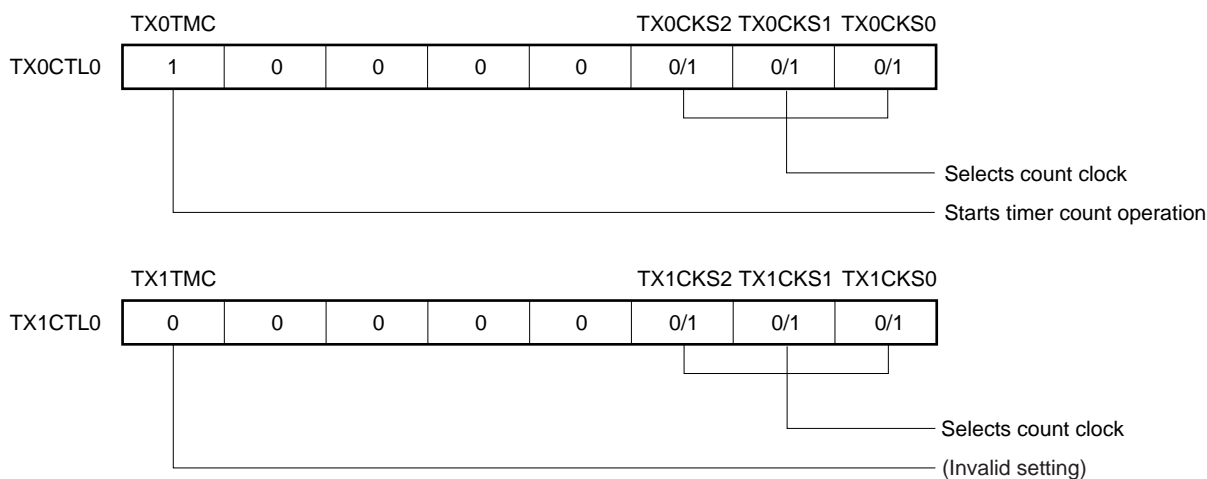 TX0TMC TX0CKS2 TX0CKS1 TX0CKS0
TX0CTL0 1 0 0 0 0 0/1 0/1 0/1
Selects count clock
Starts timer count operation
TX1TMC TX1CKS2 TX1CKS1 TX1CKS0
TX1CTL0 0 0 0 0 0 0/1 0/1 0/1
Selects count clock
(Invalid setting)